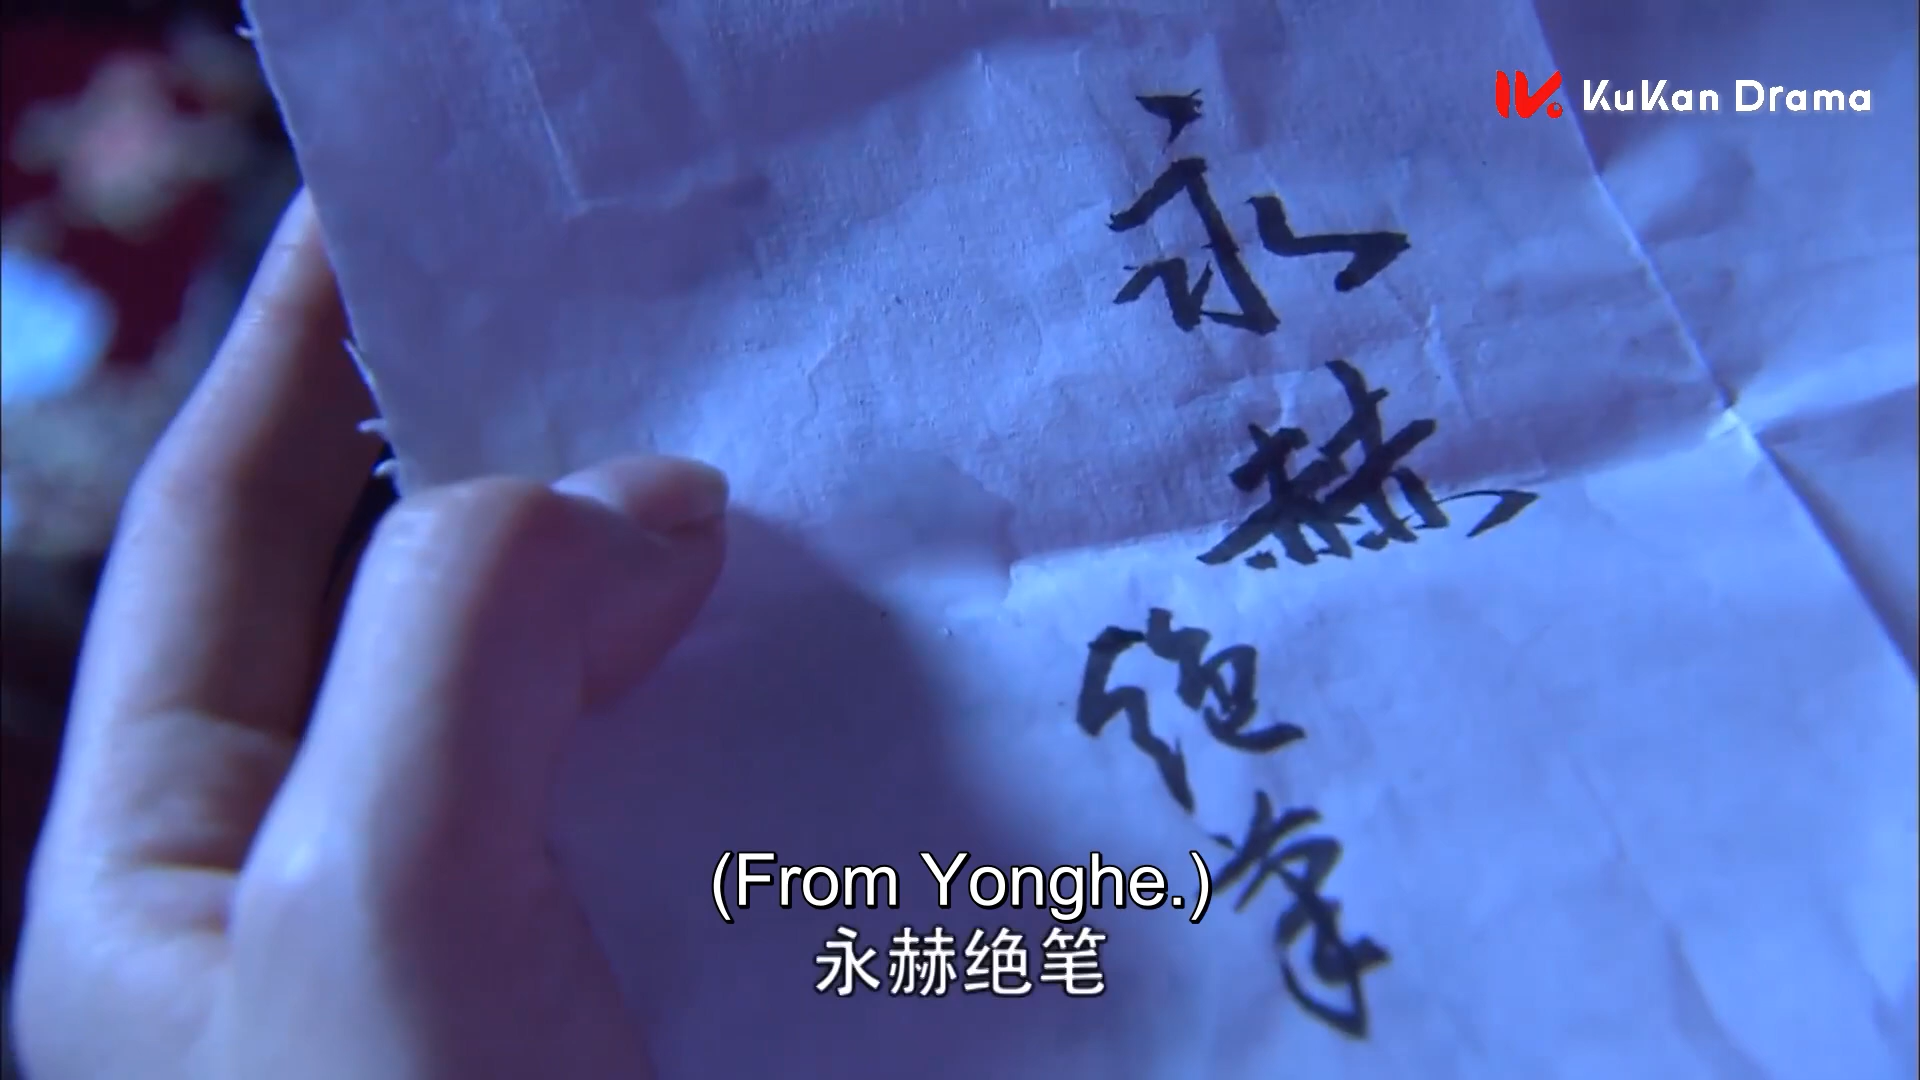 KuKan Drama
永
赫
绝
笔
(From Yonghe.)
永赫绝笔